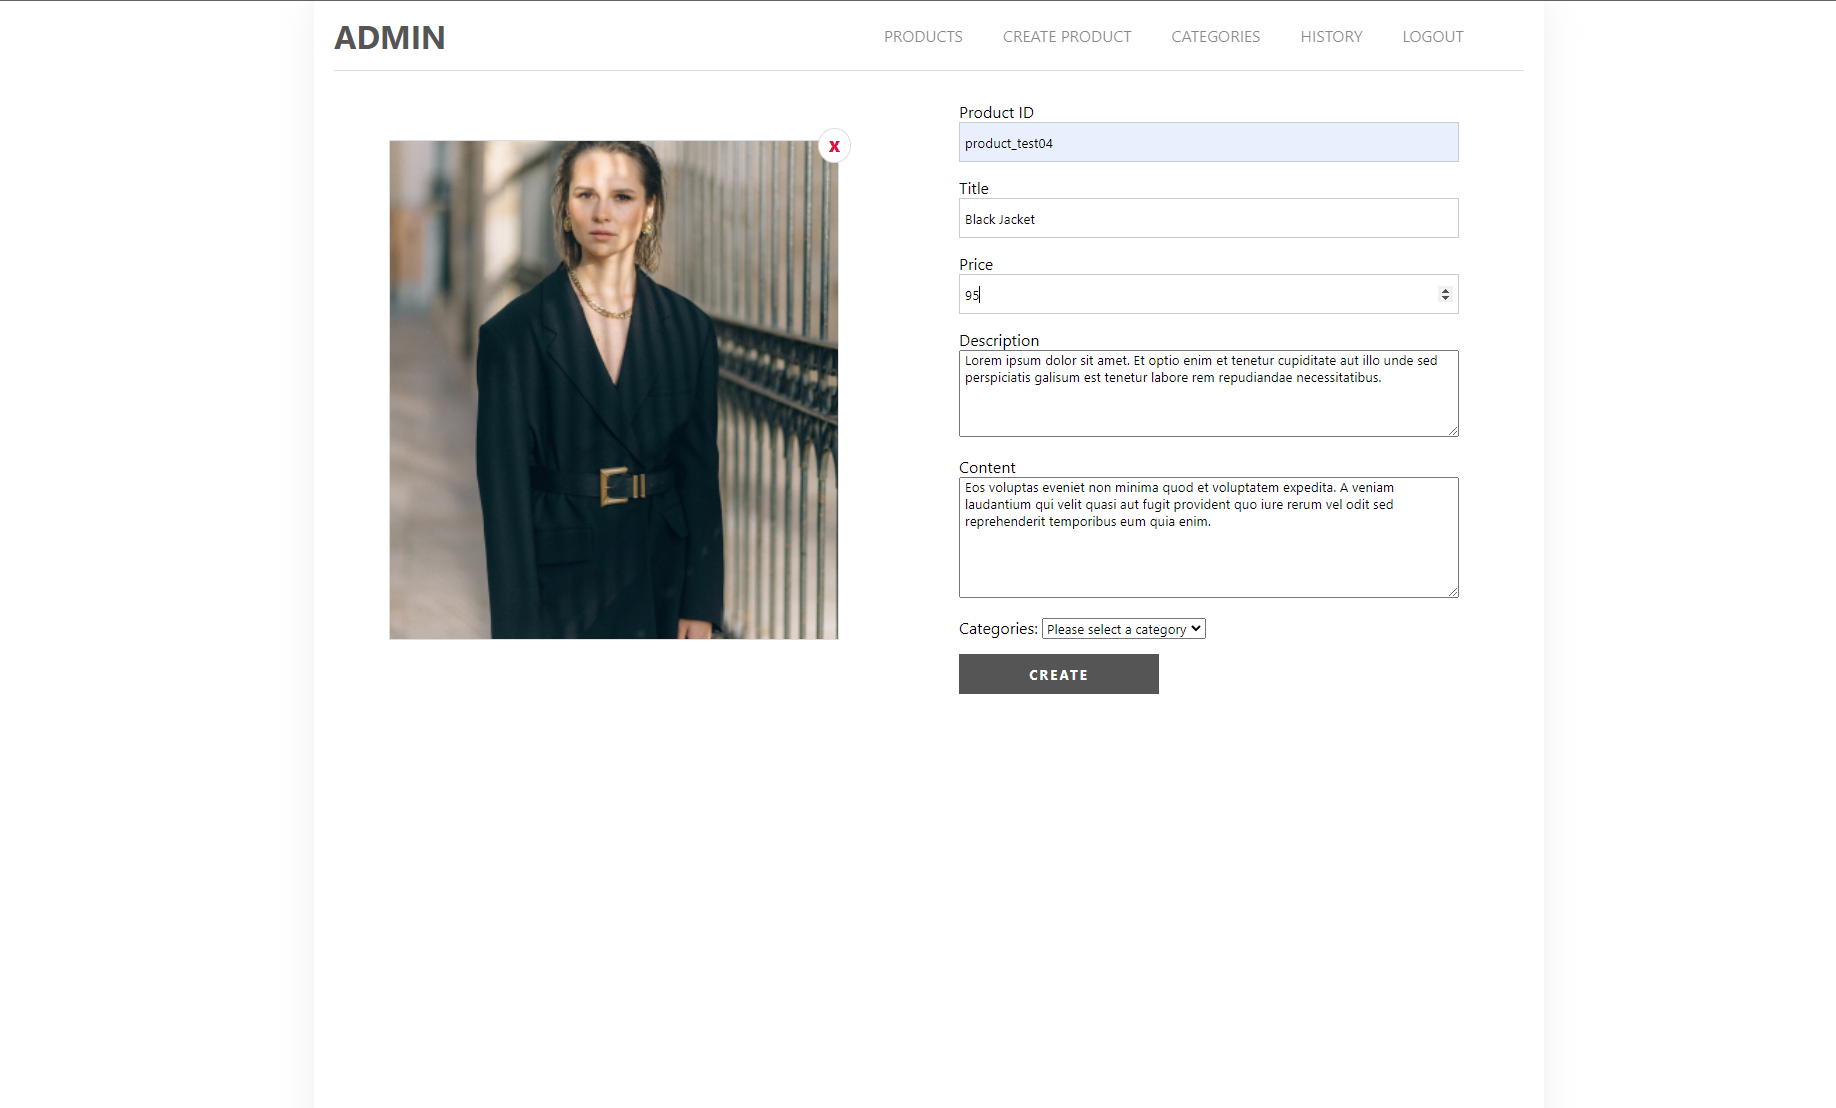 ADMIN
PRODUCTS CREATE PRODUCT CATEGORIES HISTORY LOGOUT
X
Product ID
product_test04
Title
Black Jacket
Price
95
Description
Lorem ipsum dolor sit amet. Et optio enim et tenetur cupiditate aut illo unde sed
perspiciatis galisum est tenetur labore rem repudiandae necessitatibus.
Content
Eos voluptas eveniet non minima quod et voluptatem expedita. A veniam
laudantium qui velit quasi aut fugit provident quo iure rerum vel odit sed
reprehenderit temporibus eum quia enim.
Categories: Please select a category
CREATE